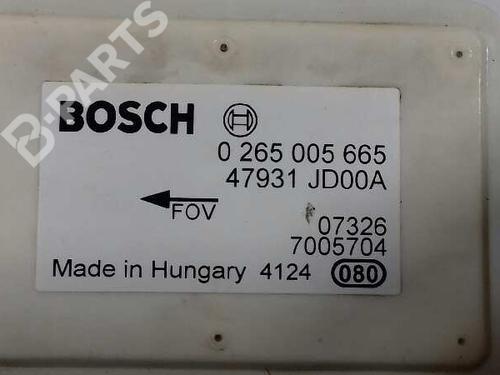 B-PARTS
BOSCH
0 265 005 665
47931 JD00A
FOV
07326
7005704
Made in Hungary 4124 080